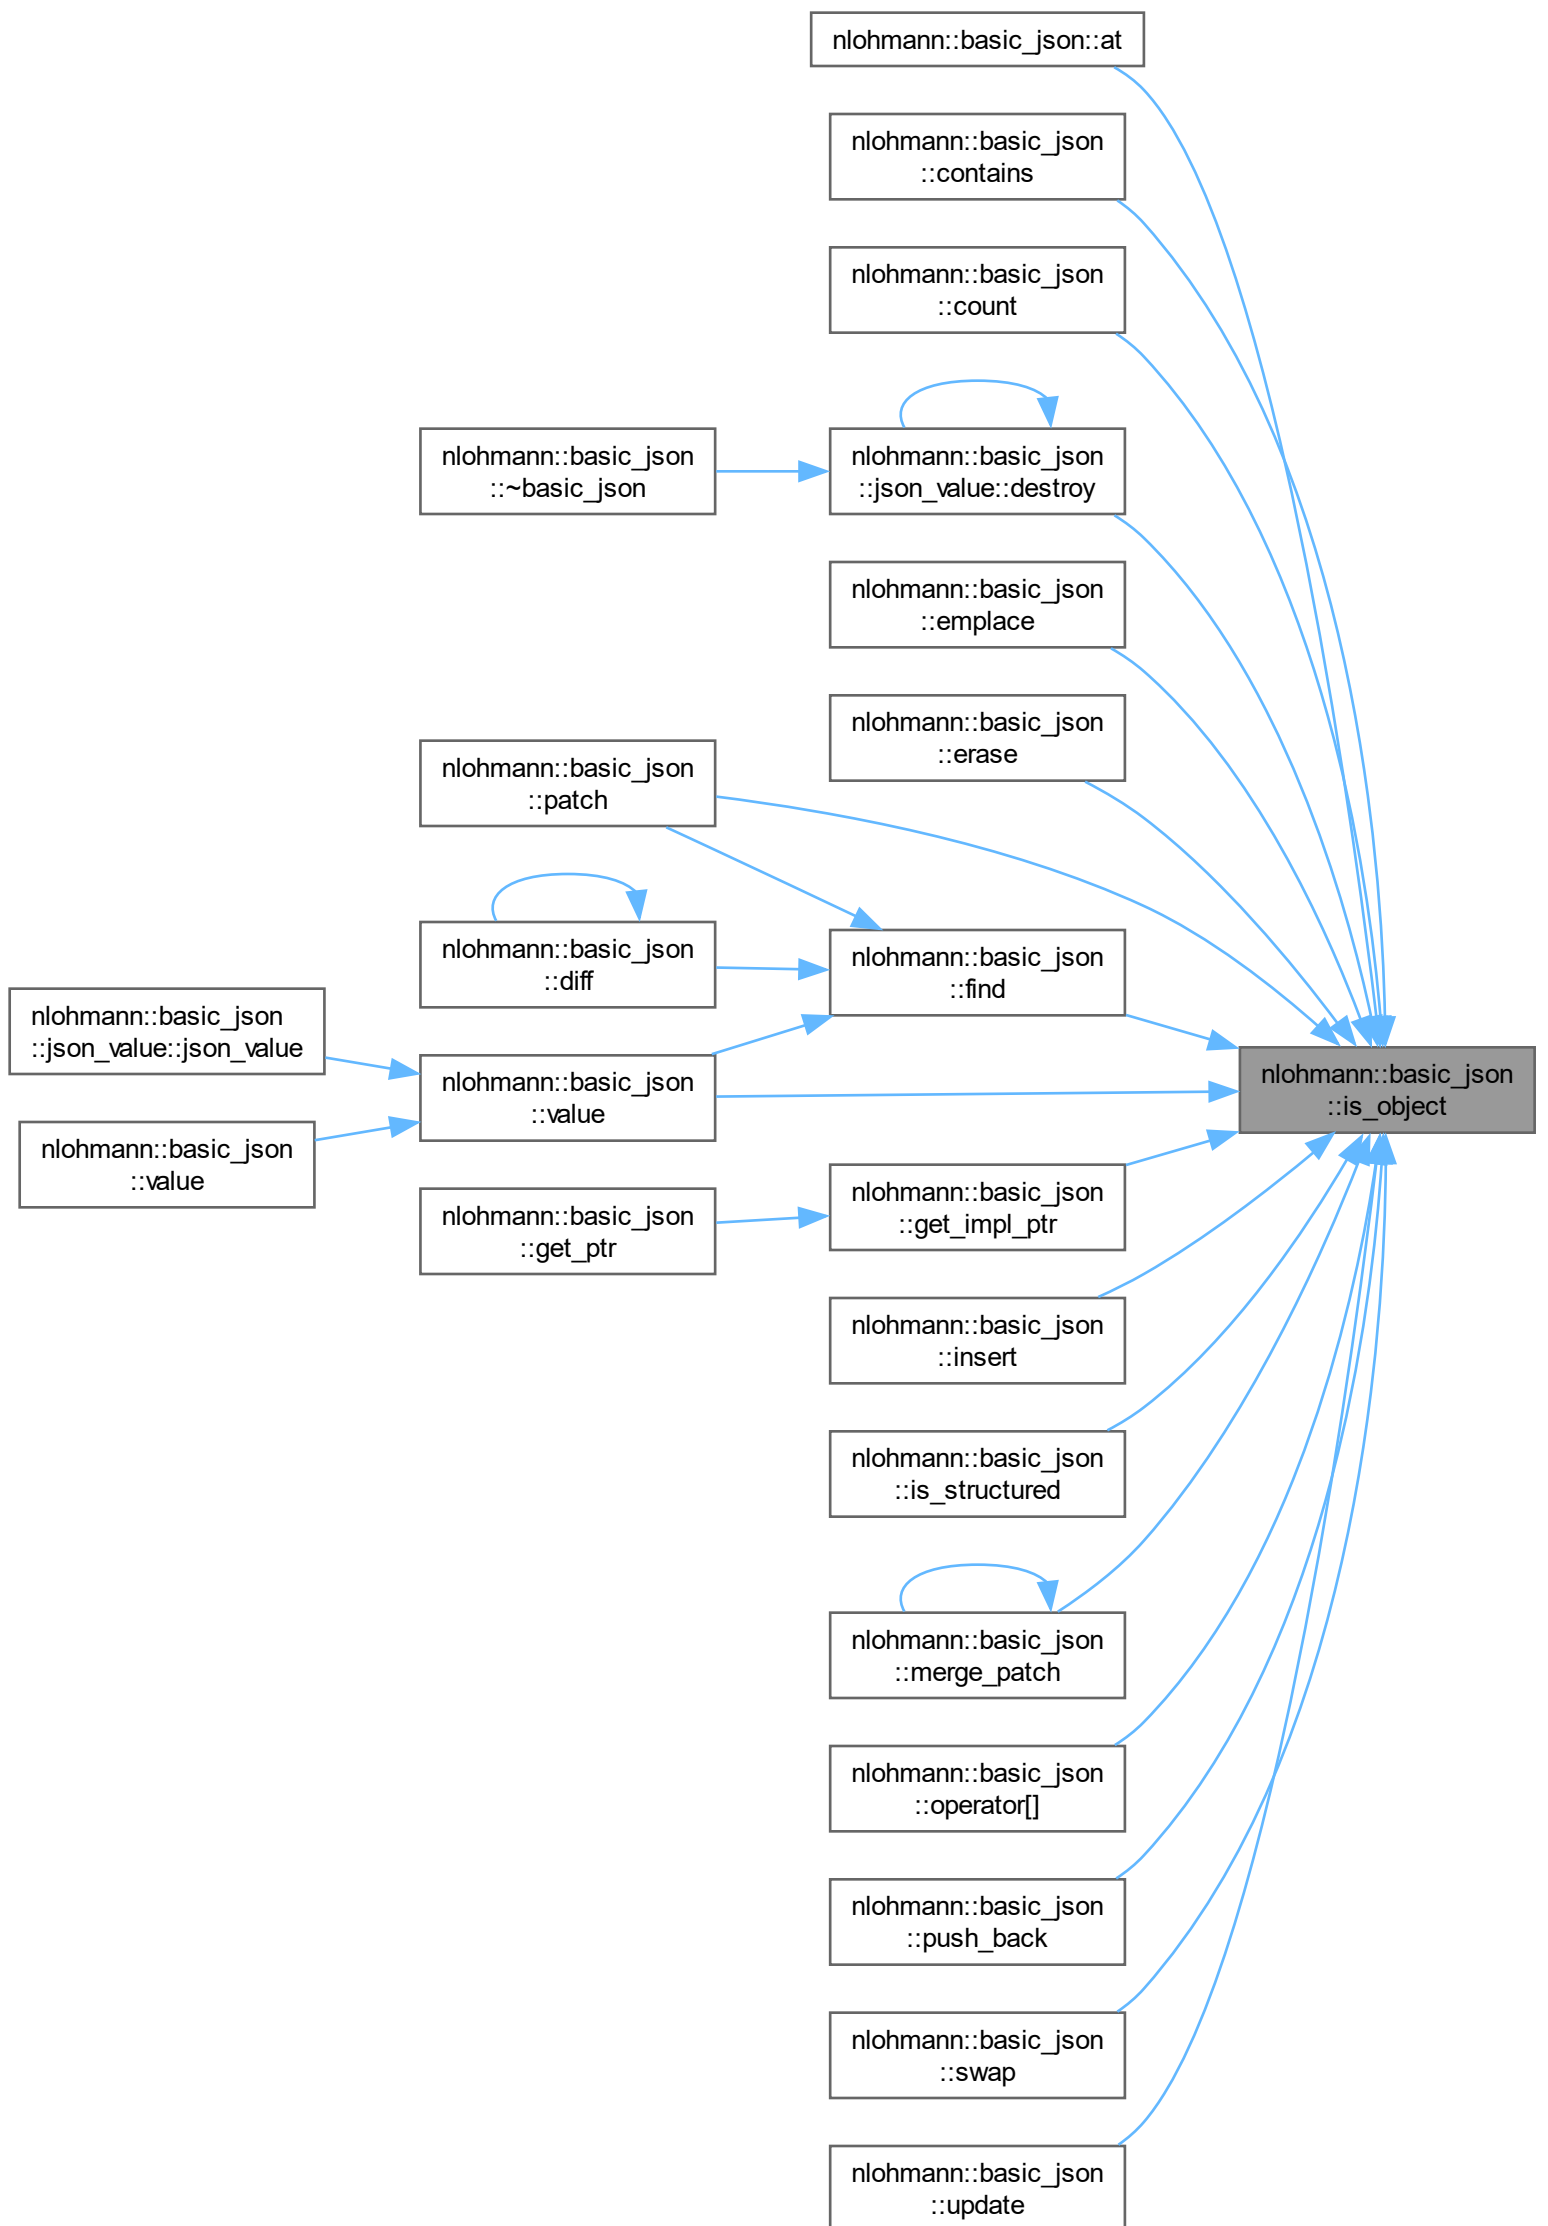 nlohmann::basic_json::at
nlohmann::basic_json
::contains
nlohmann::basic_json
::count
nlohmann::basic_json
::~basic_json
nlohmann::basic_json
::json_value::destroy
nlohmann::basic_json
::emplace
nlohmann::basic_json
::erase
nlohmann::basic_json
::patch
nlohmann::basic_json
::diff
nlohmann::basic_json
::find
nlohmann::basic_json
::json_value::json_value
nlohmann::basic_json
::value
nlohmann::basic_json
::is_object
nlohmann::basic_json
::value
nlohmann::basic_json
::get_ptr
nlohmann::basic_json
::get_impl_ptr
nlohmann::basic_json
::insert
nlohmann::basic_json
::is_structured
nlohmann::basic_json
::merge_patch
nlohmann::basic_json
::operator[]
nlohmann::basic_json
::push_back
nlohmann::basic_json
::swap
nlohmann::basic_json
::update